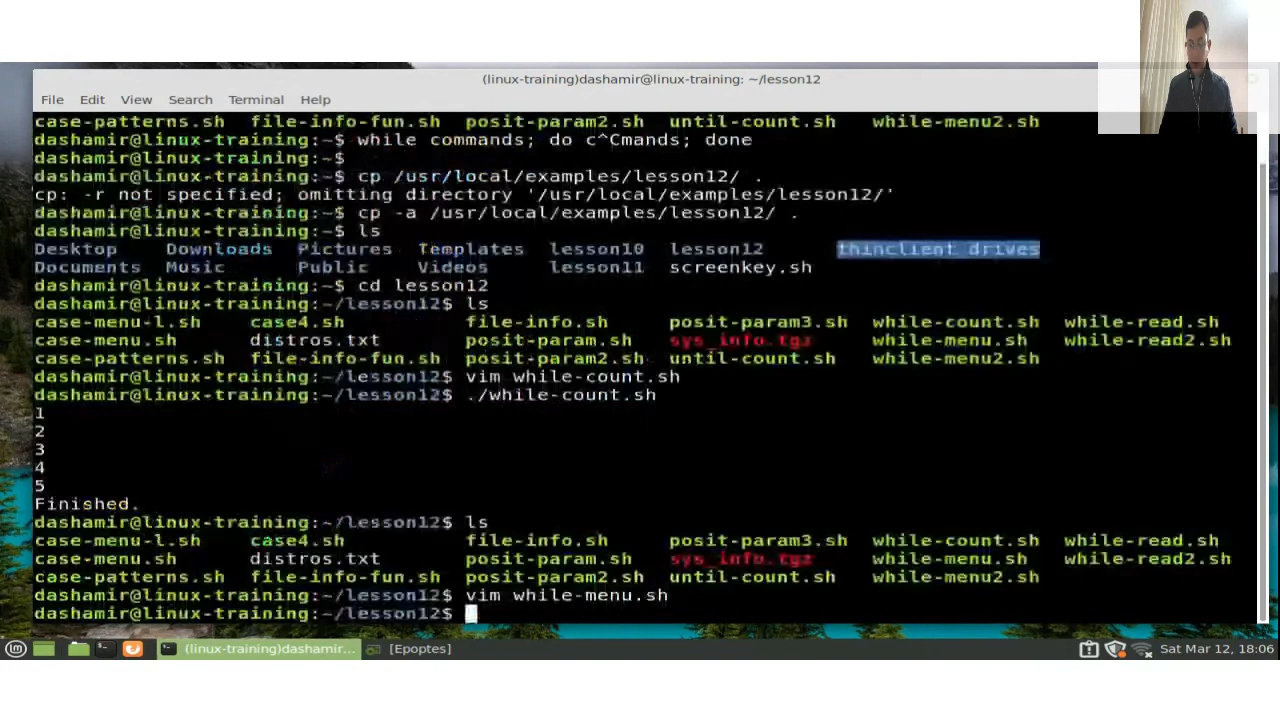 (linux-training)dashamir@linux-training: ~/lesson12
File Edit View Search Terminal Help
case-patterns.sh file-info-fun.sh posit-param2.sh until-count.sh while-menu2.sh
dashamir@linux-training:~$ while commands; do c^Cmands; done
dashamir@linux-training:~$
dashamir@linux-training:~$ cp /usr/local/examples/lesson12/ .
cp: -r not specified; omitting directory '/usr/local/examples/lesson12/'
dashamir@linux-training:~$ cp -a /usr/local/examples/lesson12/ .
dashamir@linux-training:~$ ls
Desktop Downloads Pictures Templates lesson10 lesson12 thinclient_drives
Documents Music Public Videos lesson11 screenkey.sh
dashamir@linux-training:~$ cd lesson12
dashamir@linux-training:~/lesson12$ ls
case-menu-l.sh case4.sh file-info.sh posit-param3.sh while-count.sh while-read.sh
case-menu.sh distros.txt posit-param.sh sys_info.tgz while-menu.sh while-read2.sh
case-patterns.sh file-info-fun.sh posit-param2.sh until-count.sh while-menu2.sh
dashamir@linux-training:~/lesson12$ vim while-count.sh
dashamir@linux-training:~/lesson12$ ./while-count.sh
1
2
3
4
5
Finished.
dashamir@linux-training:~/lesson12$ ls
case-menu-l.sh case4.sh file-info.sh posit-param3.sh while-count.sh while-read.sh
case-menu.sh distros.txt posit-param.sh sys_info.tgz while-menu.sh while-read2.sh
case-patterns.sh file-info-fun.sh posit-param2.sh until-count.sh while-menu2.sh
dashamir@linux-training:~/lesson12$ vim while-menu.sh
dashamir@linux-training:~/lesson12$
(linux-training)dashamir... [Epoptes] Sat Mar 12, 18:06